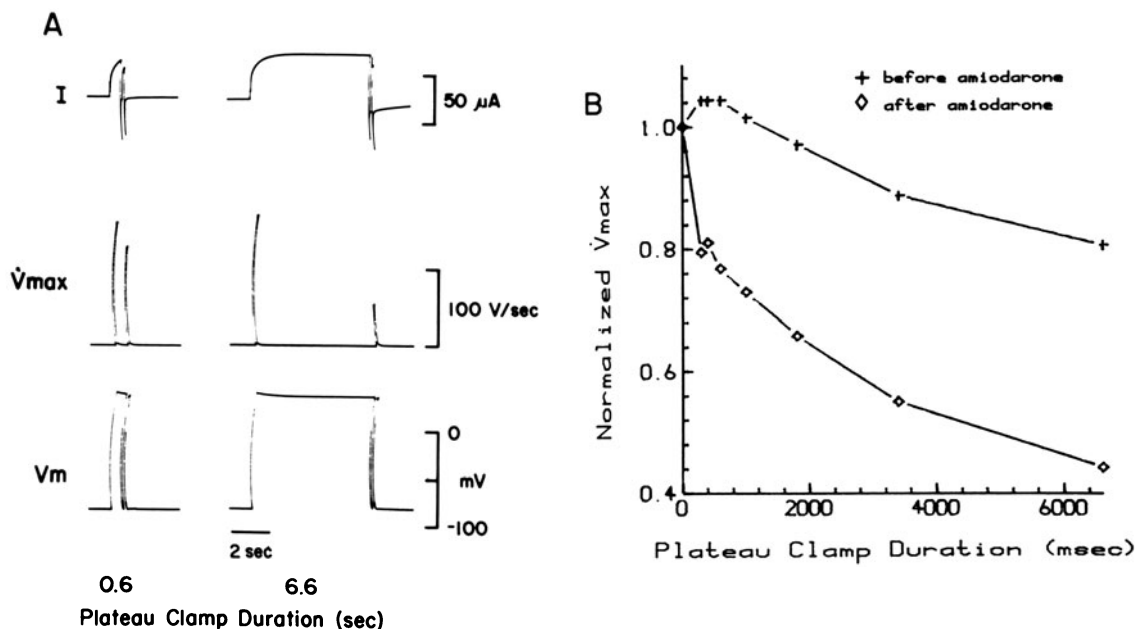 A
I
50 μA
V̇max
100 V/sec
Vm
0
mV
-100
2 sec
0.6 6.6
Plateau Clamp Duration (sec)
B
+ before amiodarone
◇ after amiodarone
Normalized V̇max
1.0
0.8
0.6
0.4
0 2000 4000 6000
Plateau Clamp Duration (msec)